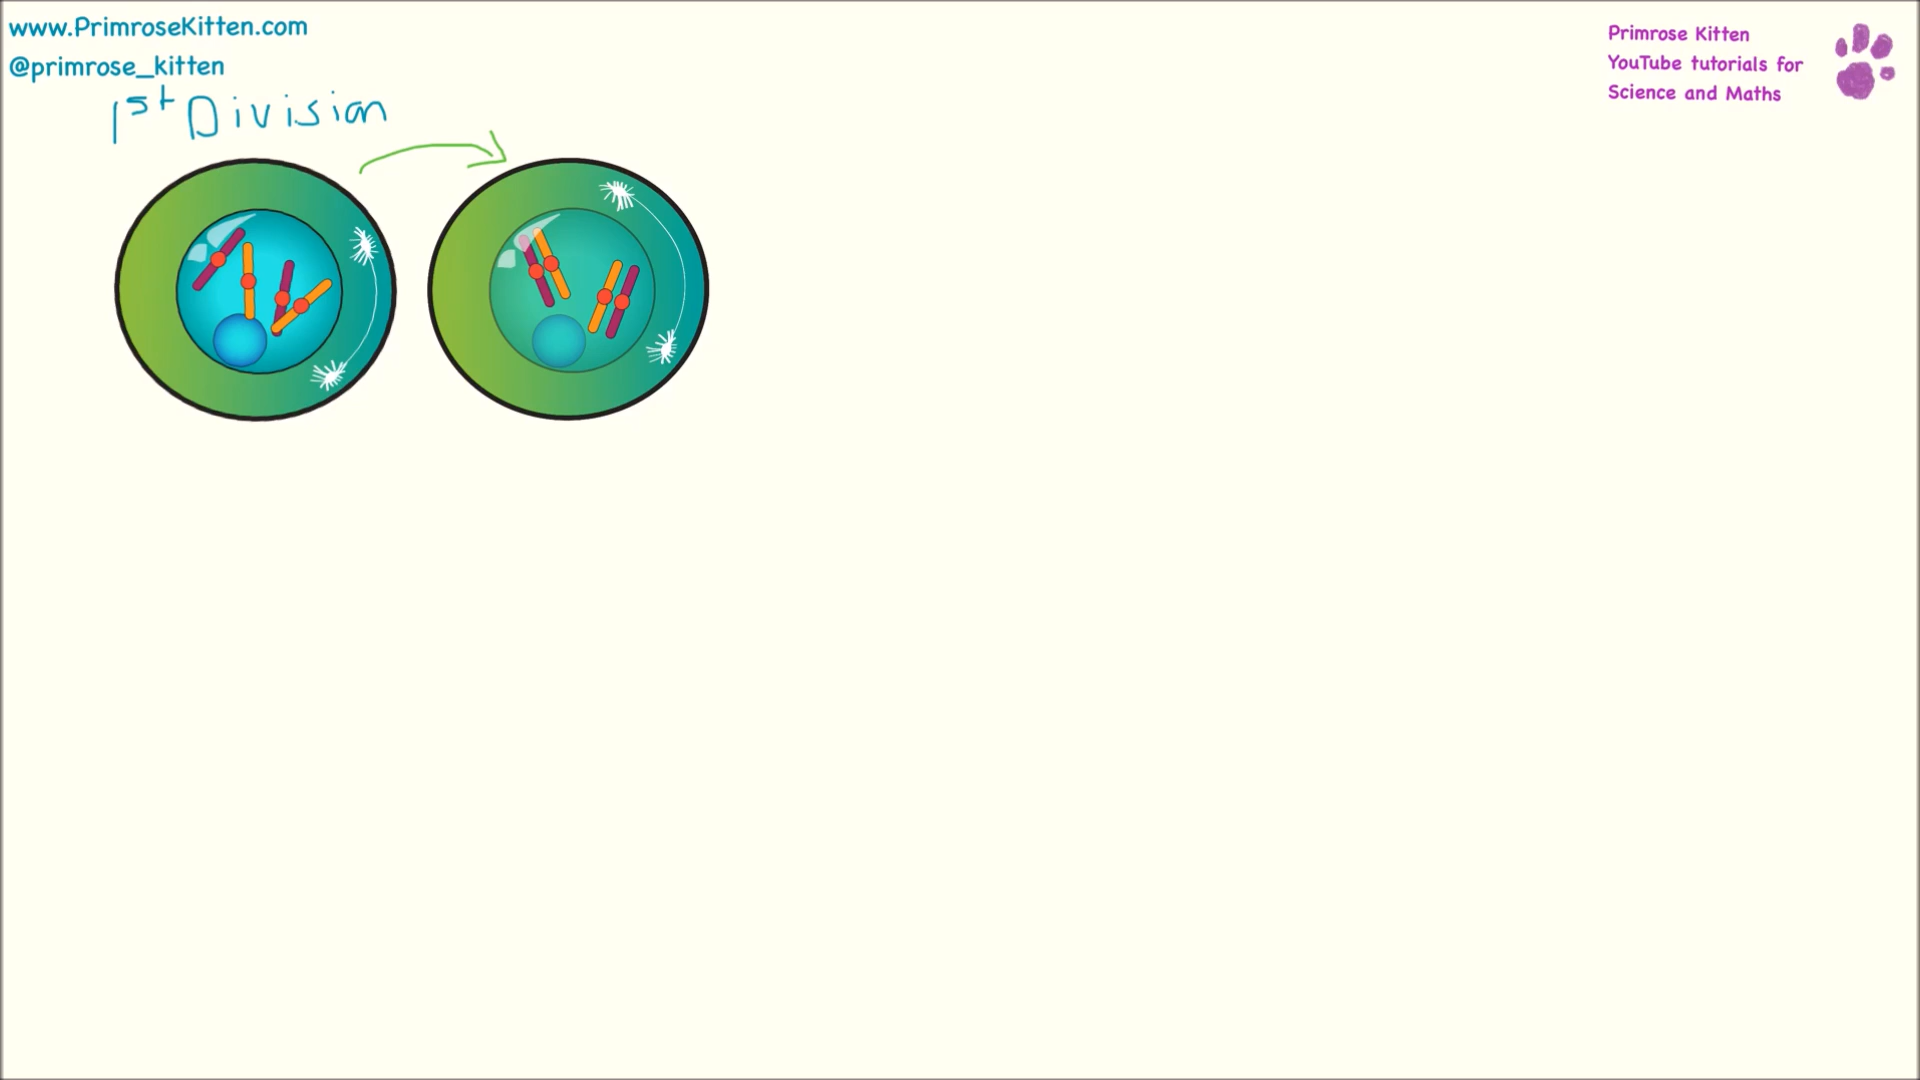 www.PrimroseKitten.com
@primrose_kitten
1st Division
Primrose Kitten
YouTube tutorials for
Science and Maths